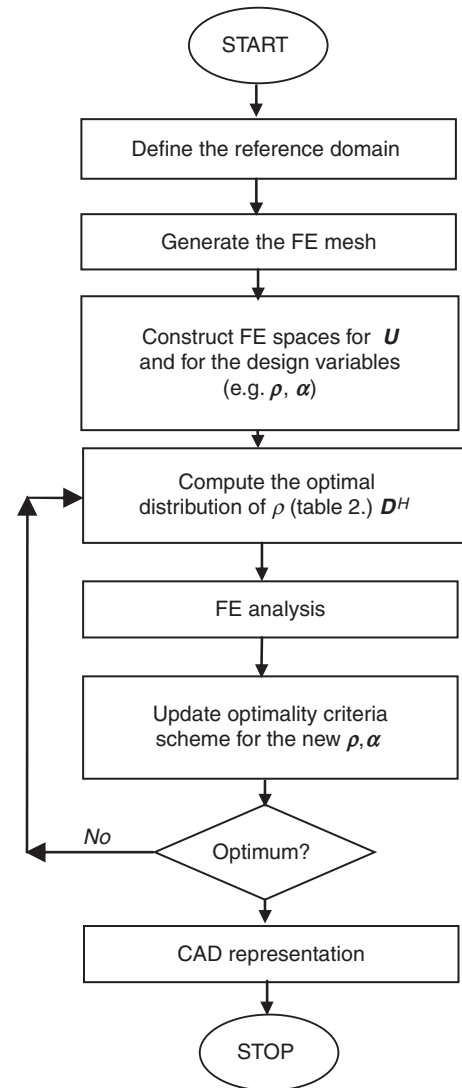 START
Define the reference domain
Generate the FE mesh
Construct FE spaces for U
and for the design variables
(e.g. ρ, α)
Compute the optimal
distribution of ρ (table 2.) Dᴴ
FE analysis
Update optimality criteria
scheme for the new ρ,α
No
Optimum?
CAD representation
STOP